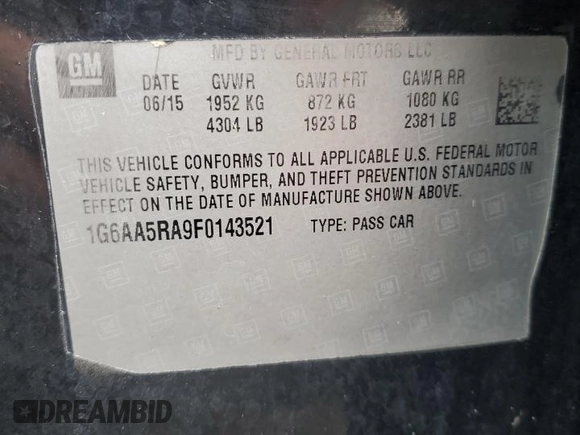 GM
MFD BY GENERAL MOTORS LLC
DATE GVWR GAWR FRT GAWR RR
06/15 1952 KG 872 KG 1080 KG
4304 LB 1923 LB 2381 LB
THIS VEHICLE CONFORMS TO ALL APPLICABLE U.S. FEDERAL MOTOR
VEHICLE SAFETY, BUMPER, AND THEFT PREVENTION STANDARDS IN
EFFECT ON THE DATE OF MANUFACTURE SHOWN ABOVE.
1G6AA5RA9F0143521 TYPE: PASS CAR
DREAMBID